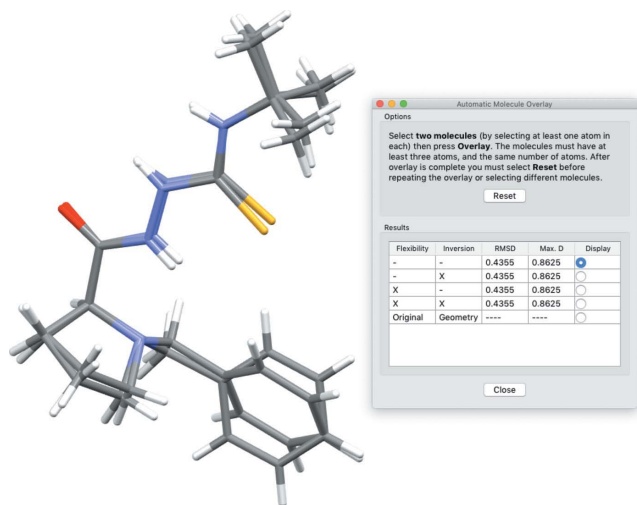 Automatic Molecule Overlay
Options
Select two molecules (by selecting at least one atom in
each) then press Overlay. The molecules must have at
least three atoms, and the same number of atoms. After
overlay is complete you must select Reset before
repeating the overlay or selecting different molecules.
Reset
Results
Flexibility Inversion RMSD Max. D Display
- - 0.4355 0.8625
- X 0.4355 0.8625
X - 0.4355 0.8625
X X 0.4355 0.8625
Original Geometry ---- ----
Close